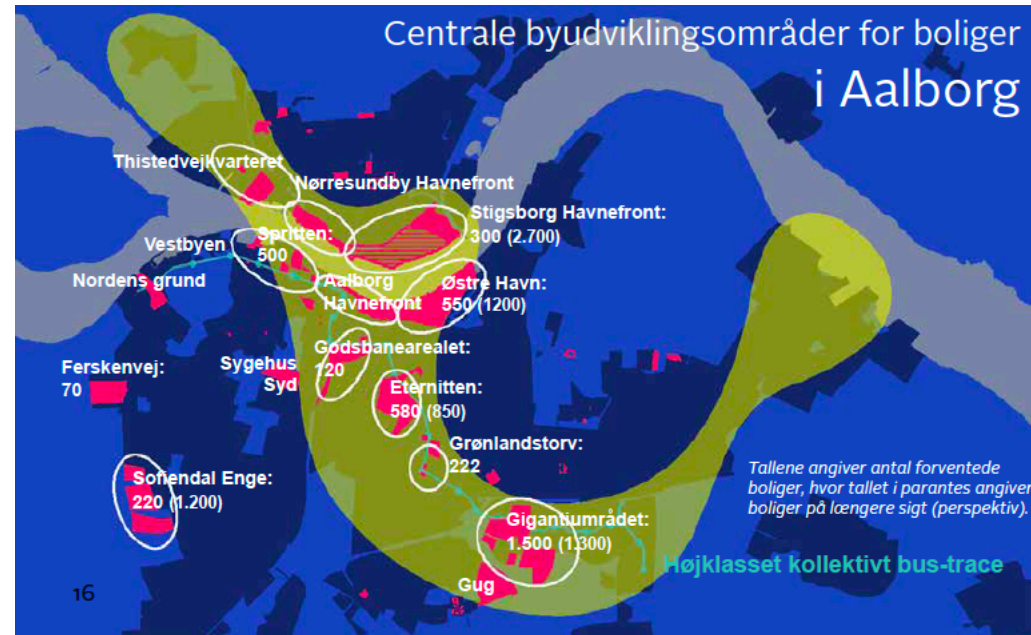 Centrale byudviklingsområder for boliger
i Aalborg
Thistedvejkvarteret
Nørresundby Havnefront
Stigsborg Havnefront:
300 (2.700)
Vestbyen
Spritten:
500
Nordens grund
Aalborg
Havnefront
Østre Havn:
550 (1200)
Ferskenvej:
70
Sygehus
Syd
Godsbanearealet:
120
Eternitten:
580 (850)
Grønlandstorv:
222
Sofiendal Enge:
220 (1.200)
Tallene angiver antal forventede
boliger, hvor tallet i parantes angiver
boliger på længere sigt (perspektiv).
Gigantiumrådet:
1.500 (1.300)
Højklasset kollektivt bus-trace
Gug
16